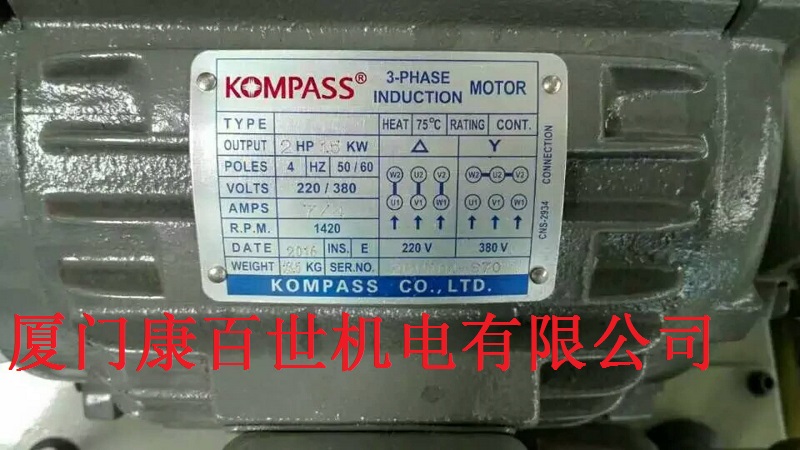 KOMPASS® 3-PHASE INDUCTION MOTOR
TYPE HEAT 75°C RATING CONT.
OUTPUT 2 HP 1.5 KW Δ Y
POLES 4 HZ 50/60 W2 U2 V2 W2 U2 V2
VOLTS 220 / 380
AMPS U1 V1 W1 U1 V1 W1
R.P.M. 1420
DATE 2016 INS. E 220 V 380 V
WEIGHT KG SER.NO.
CNS-2934 CONNECTION
KOMPASS CO., LTD.
厦门康百世机电有限公司